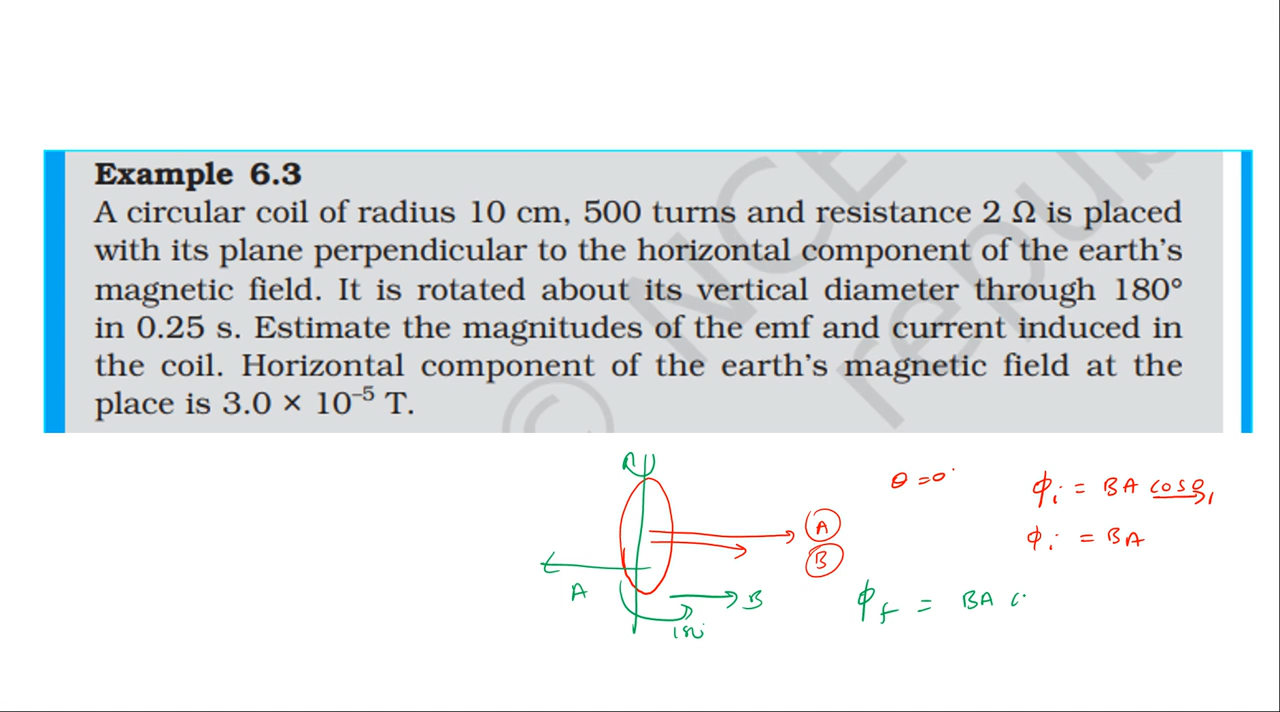 Example 6.3
A circular coil of radius 10 cm, 500 turns and resistance 2 Ω is placed
with its plane perpendicular to the horizontal component of the earth's
magnetic field. It is rotated about its vertical diameter through 180°
in 0.25 s. Estimate the magnitudes of the emf and current induced in
the coil. Horizontal component of the earth's magnetic field at the
place is 3.0 × 10⁻⁵ T.
© NCE
repub
θ = 0°
ϕi = BA cosθ1
A
ϕi = BA
B
A
B
ϕf = BA c
180°